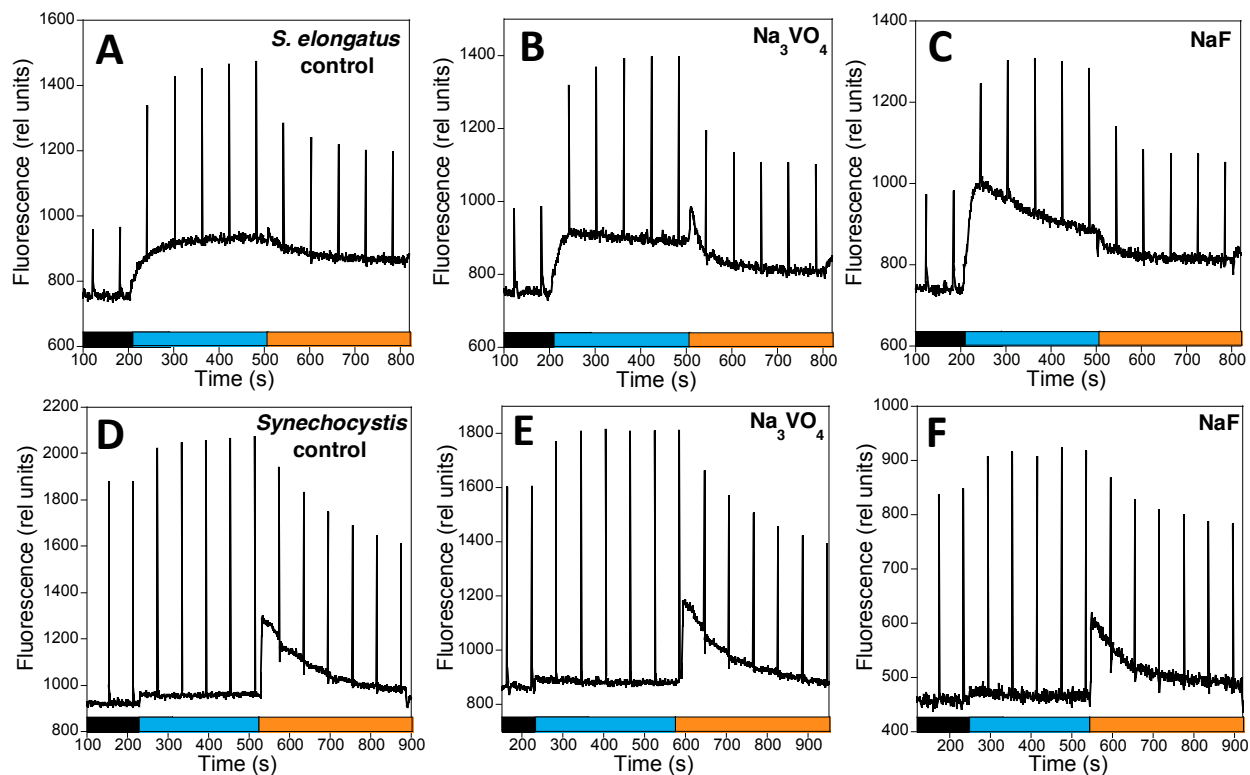 A
S. elongatus
control
1600
1400
1200
1000
800
600
Fluorescence (rel units)
100 200 300 400 500 600 700 800
Time (s)
B
Na3VO4
1400
1200
1000
800
600
Fluorescence (rel units)
100 200 300 400 500 600 700 800
Time (s)
C
NaF
1400
1200
1000
800
600
Fluorescence (rel units)
100 200 300 400 500 600 700 800
Time (s)
D
Synechocystis
control
2200
2000
1800
1600
1400
1200
1000
800
Fluorescence (rel units)
100 200 300 400 500 600 700 800 900
Time (s)
E
Na3VO4
1800
1600
1400
1200
1000
800
Fluorescence (rel units)
200 300 400 500 600 700 800 900
Time (s)
F
NaF
1000
900
800
700
600
500
400
Fluorescence (rel units)
200 300 400 500 600 700 800 900
Time (s)